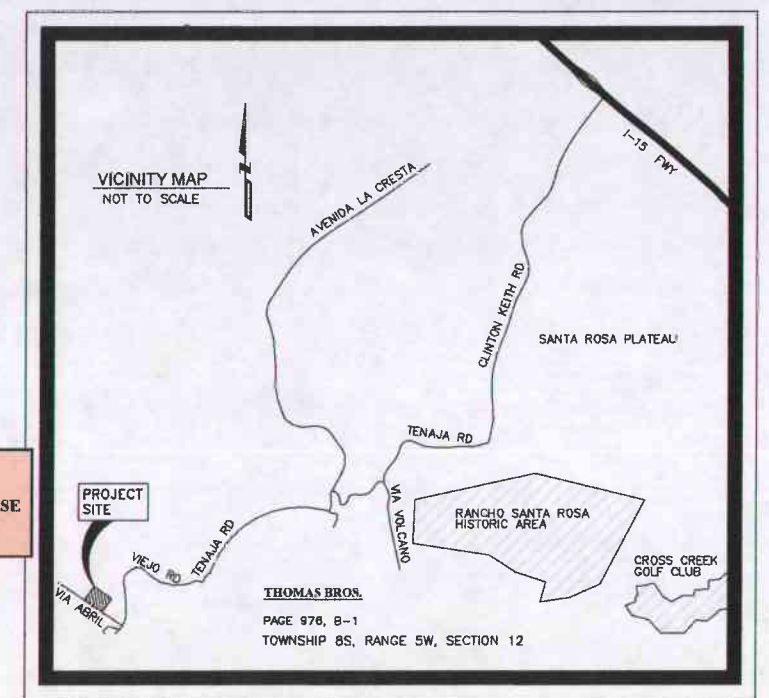 VICINITY MAP
NOT TO SCALE
N
AVENIDA LA CRESTA
I-15 FWY
CLINTON KEITH RD
SANTA ROSA PLATEAU
TENAJA RD
SE
PROJECT
SITE
VIA VOLCANO
RANCHO SANTA ROSA
HISTORIC AREA
TENAJA RD
VIEJO RD
CROSS CREEK
GOLF CLUB
VIA ABRIL
THOMAS BROS.
PAGE 976, B-1
TOWNSHIP 8S, RANGE 5W, SECTION 12